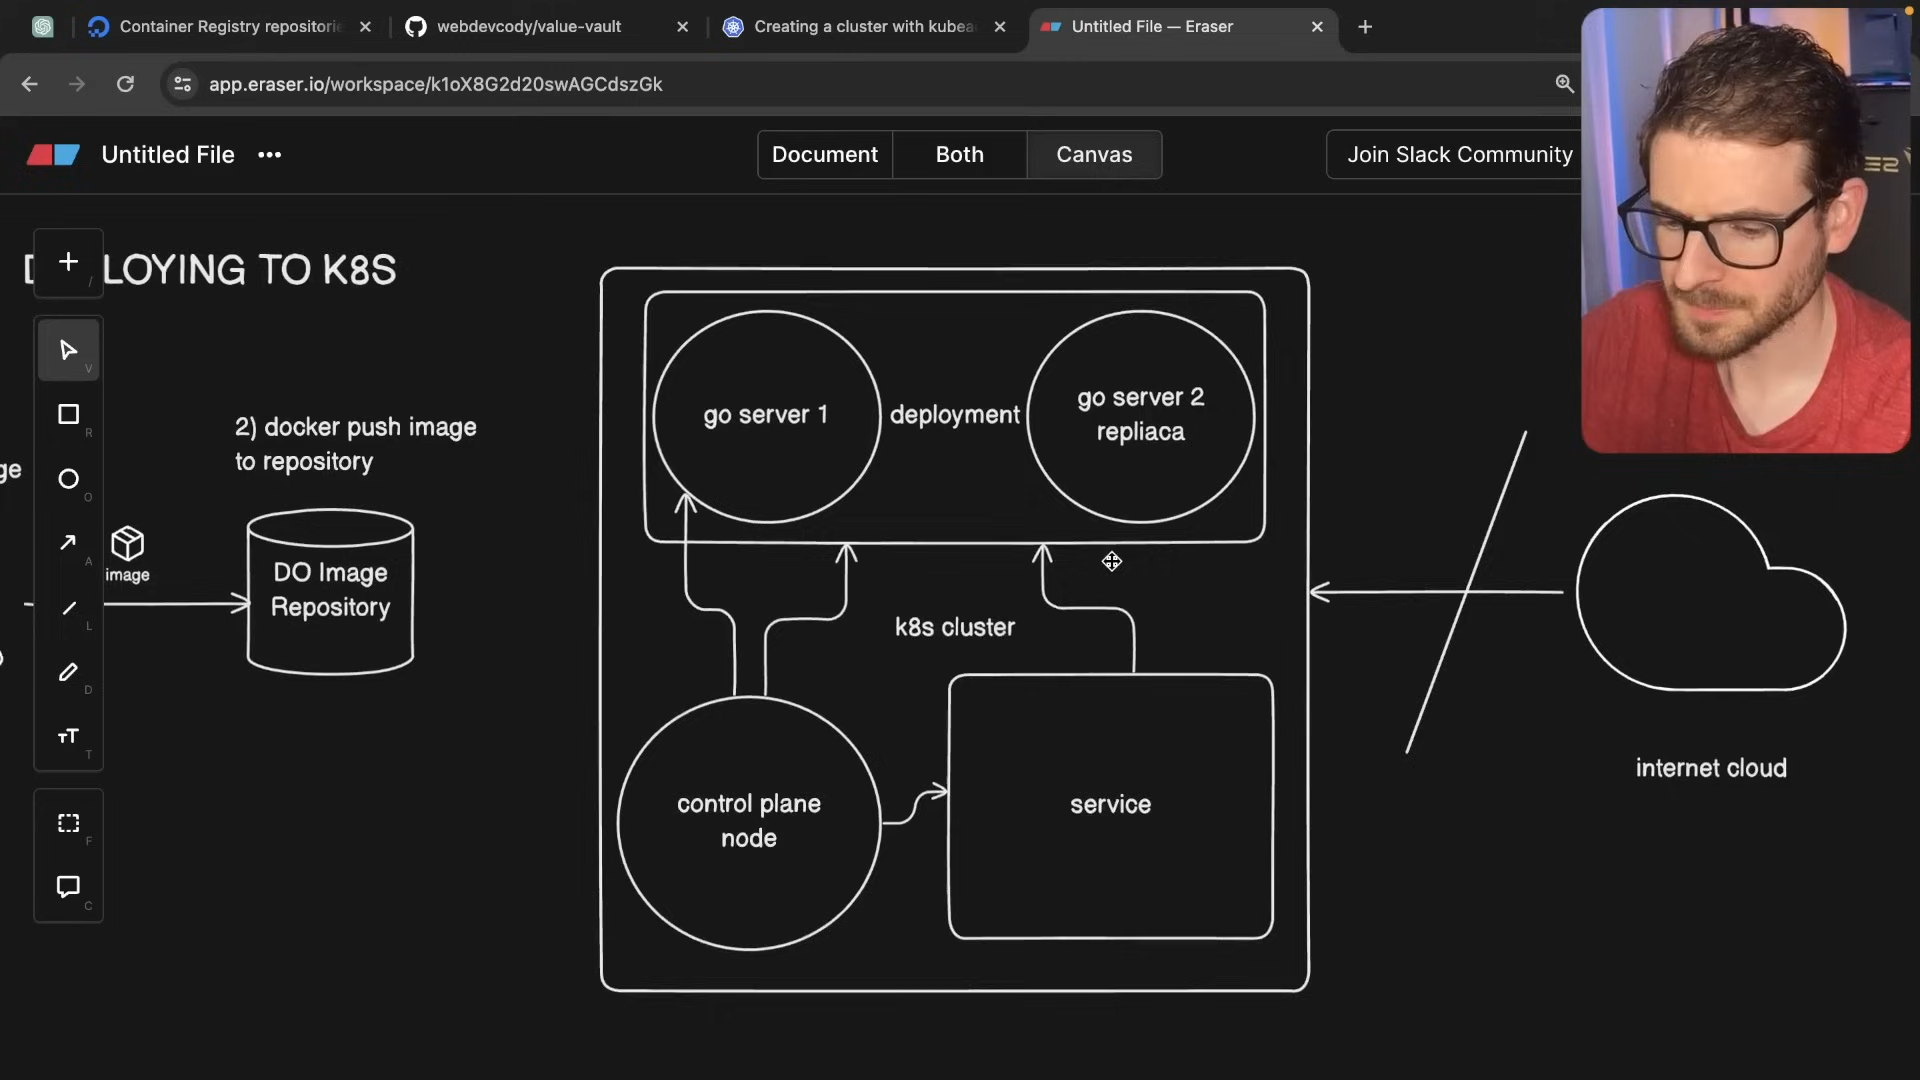 Container Registry repositorie
webdevcody/value-vault
Creating a cluster with kubea
Untitled File — Eraser
app.eraser.io/workspace/k1oX8G2d20swAGCdszGk
Untitled File
Document
Both
Canvas
Join Slack Community
LOYING TO K8S
/
V
R
O
A
L
D
T
F
C
ge
2) docker push image
to repository
image
DO Image
Repository
go server 1
deployment
go server 2
repliaca
k8s cluster
control plane
node
service
internet cloud